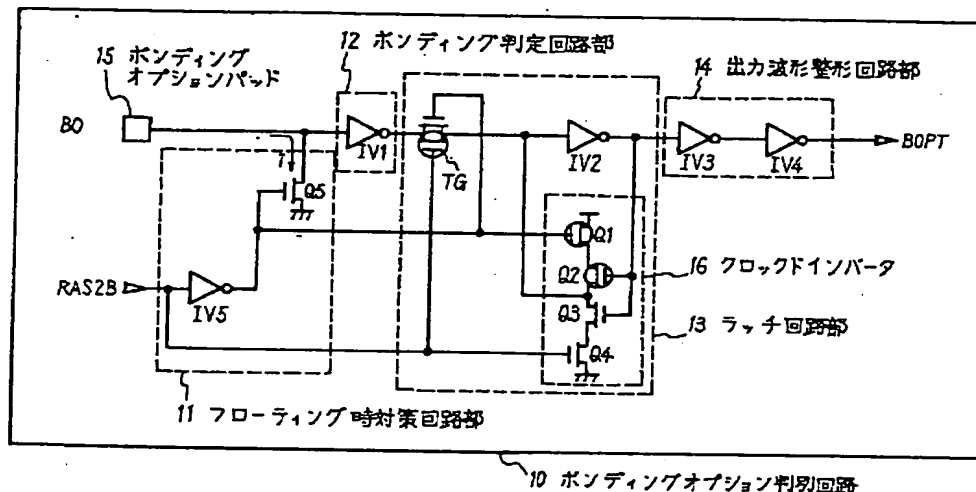 12 ボンディング判定回路部
15 ボンディング
オプションパッド
14 出力波形整形回路部
BO
IV1
TG
IV2
IV3
IV4
BOPT
i
Q5
Q1
Q2
16 クロックドインバータ
RAS2B
IV5
Q3
13 ラッチ回路部
Q4
11 フローティング時対策回路部
10 ボンディングオプション判別回路